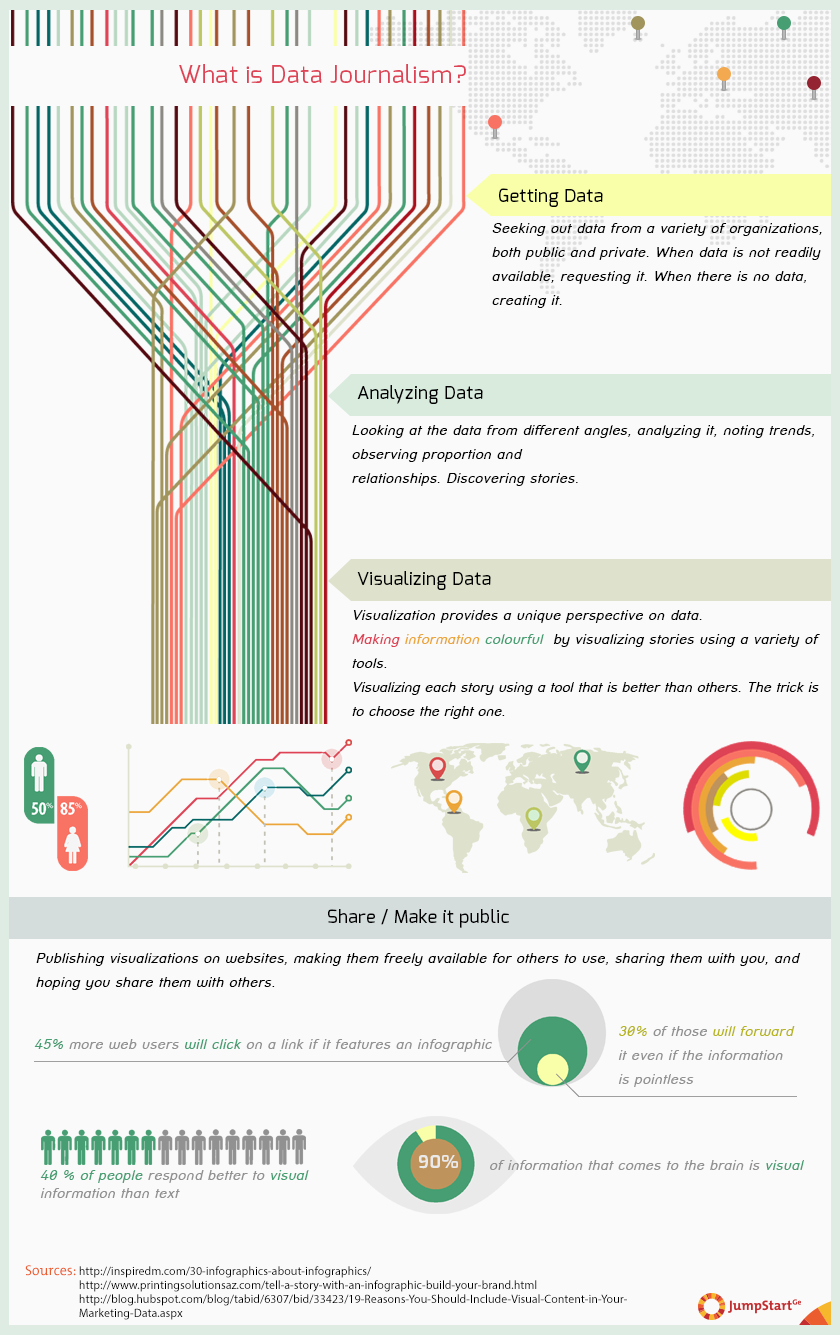 What is Data Journalism?
Getting Data
Seeking out data from a variety of organizations,
both public and private. When data is not readily
available, requesting it. When there is no data,
creating it.
Analyzing Data
Looking at the data from different angles, analyzing it, noting trends,
observing proportion and
relationships. Discovering stories.
Visualizing Data
Visualization provides a unique perspective on data.
Making information colourful by visualizing stories using a variety of
tools.
Visualizing each story using a tool that is better than others. The trick is
to choose the right one.
50%
85%
Share / Make it public
Publishing visualizations on websites, making them freely available for others to use, sharing them with you, and
hoping you share them with others.
45% more web users will click on a link if it features an infographic
30% of those will forward
it even if the information
is pointless
40 % of people respond better to visual
information than text
90%
of information that comes to the brain is visual
Sources: http://inspiredm.com/30-infographics-about-infographics/
http://www.printingsolutionsaz.com/tell-a-story-with-an-infographic-build-your-brand.html
http://blog.hubspot.com/blog/tabid/6307/bid/33423/19-Reasons-You-Should-Include-Visual-Content-in-Your-
Marketing-Data.aspx
JumpStart Ge